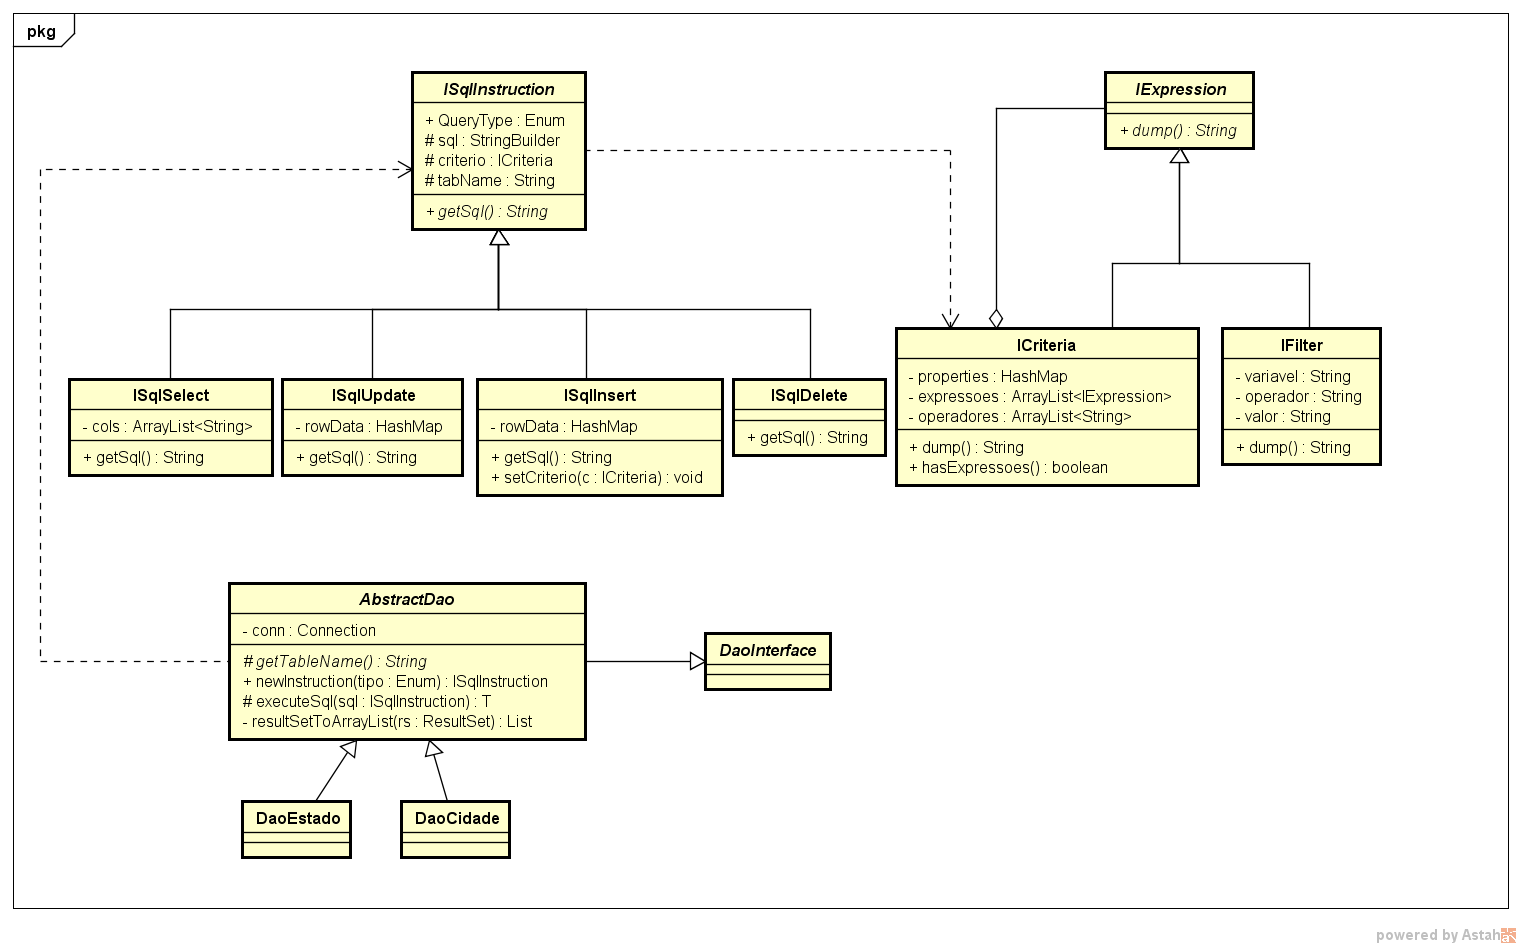 pkg
ISqlInstruction
+ QueryType : Enum
# sql : StringBuilder
# criterio : ICriteria
# tabName : String
+ getSql() : String
IExpression
+ dump() : String
ISqlSelect
- cols : ArrayList<String>
+ getSql() : String
ISqlUpdate
- rowData : HashMap
+ getSql() : String
ISqlInsert
- rowData : HashMap
+ getSql() : String
+ setCriterio(c : ICriteria) : void
ISqlDelete
+ getSql() : String
ICriteria
- properties : HashMap
- expressoes : ArrayList<IExpression>
- operadores : ArrayList<String>
+ dump() : String
+ hasExpressoes() : boolean
IFilter
- variavel : String
- operador : String
- valor : String
+ dump() : String
AbstractDao
- conn : Connection
# getTableName() : String
+ newInstruction(tipo : Enum) : ISqlInstruction
# executeSql(sql : ISqlInstruction) : T
- resultSetToArrayList(rs : ResultSet) : List
DaoInterface
DaoEstado
DaoCidade
powered by Astah